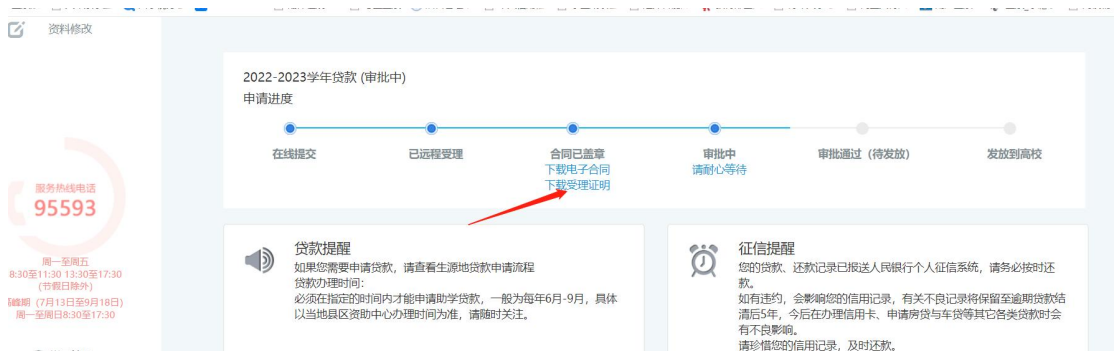 资料修改
2022-2023学年贷款 (审批中)
申请进度
在线提交
已远程受理
合同已盖章
审批中
审批通过（待发放）
发放到高校
下载电子合同
请耐心等待
下载受理证明
服务热线电话
95593
周一至周五
8:30至11:30 13:30至17:30
(节假日除外)
高峰期（7月13日至9月18日）
周一至周日8:30至17:30
贷款提醒
如果您需要申请贷款，请查看生源地贷款申请流程
贷款办理时间：
必须在指定的时间内才能申请助学贷款，一般为每年6月-9月，具体
以当地县区资助中心办理时间为准，请随时关注。
征信提醒
您的贷款、还款记录已报送人民银行个人征信系统，请务必按时还
款。
如有违约，会影响您的信用记录，有关不良记录将保留至逾期贷款结
清后5年，今后在办理信用卡、申请房贷与车贷等其它各类贷款时会
有不良影响。
请珍惜您的信用记录，及时还款。